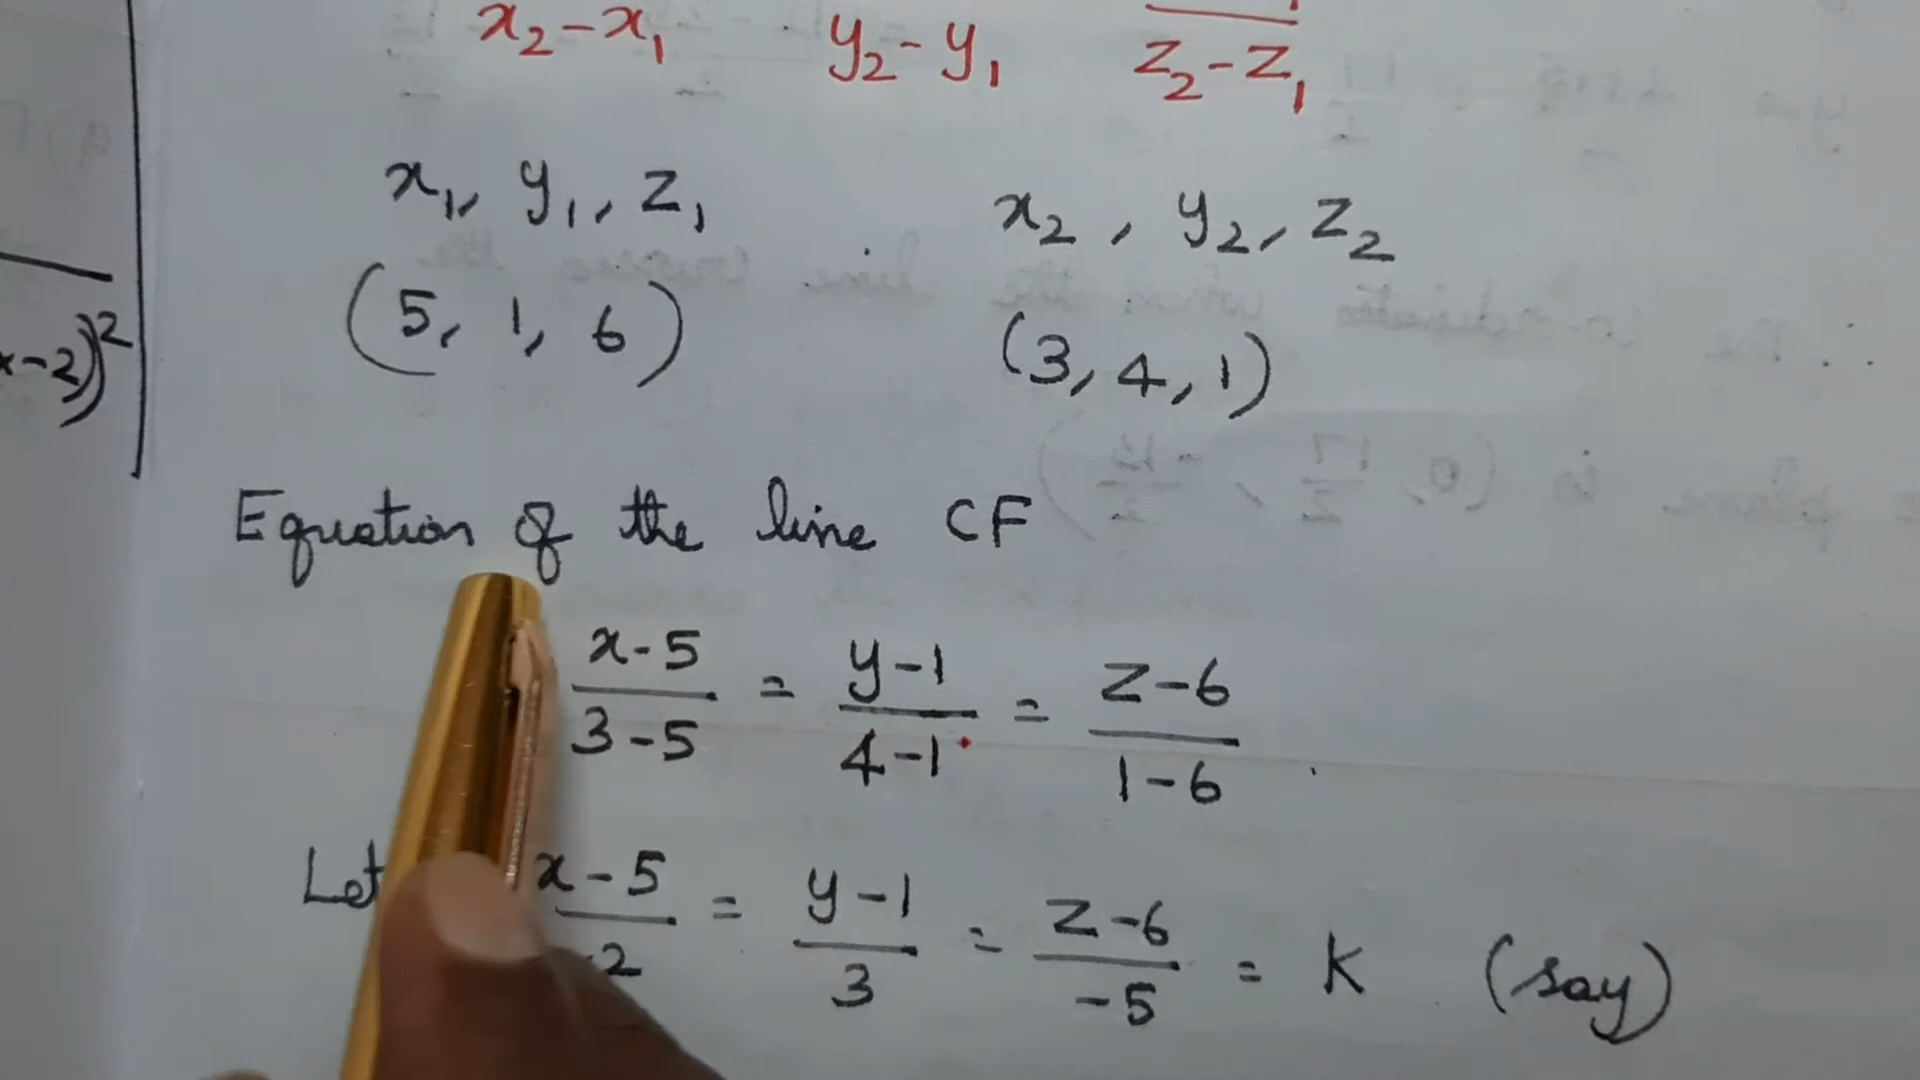 x₂-x₁ y₂-y₁ z₂-z₁
x₁, y₁, z₁ x₂, y₂, z₂
(5, 1, 6) (3, 4, 1)
x-2))²
Equation of the line CF
x-5/3-5 = y-1/4-1 = z-6/1-6
Let x-5/2 = y-1/3 = z-6/-5 = K (say)